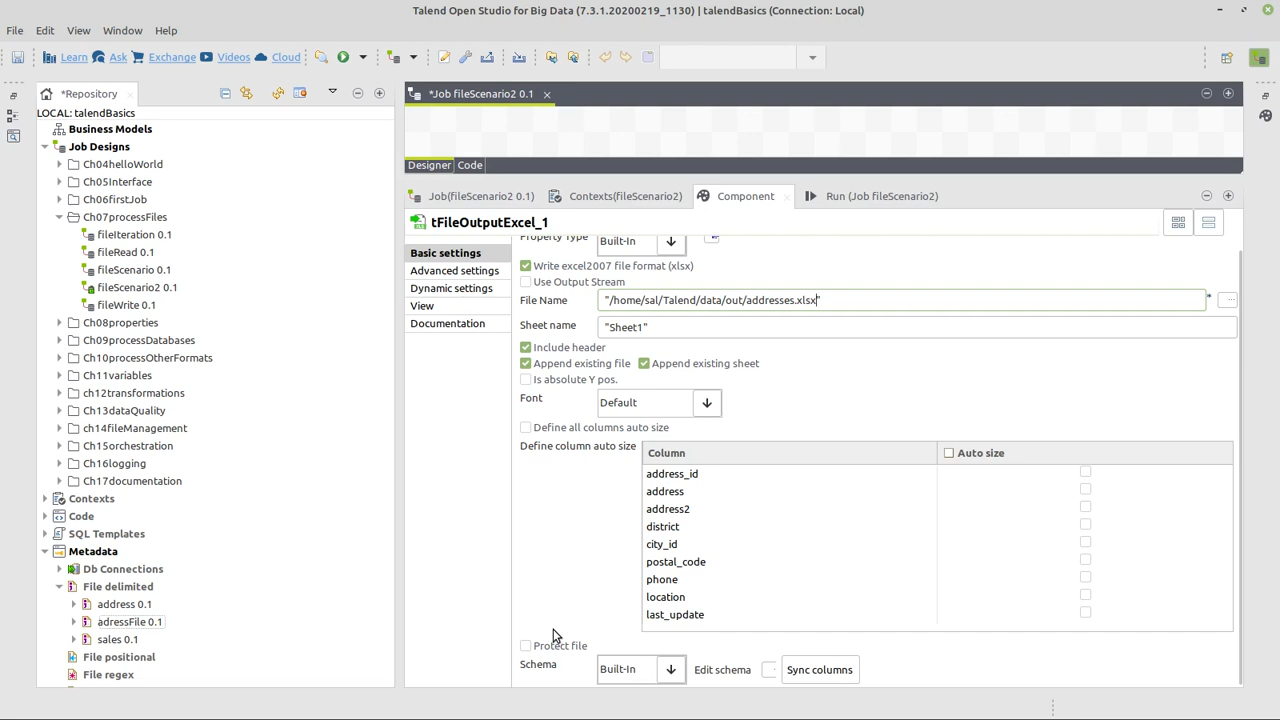 Talend Open Studio for Big Data (7.3.1.20200219_1130) | talendBasics (Connection: Local)
File Edit View Window Help
Learn Ask Exchange Videos Cloud
*Repository
LOCAL: talendBasics
Business Models
Job Designs
Ch04helloWorld
Ch05Interface
Ch06firstJob
Ch07processFiles
fileIteration 0.1
fileRead 0.1
fileScenario 0.1
fileScenario2 0.1
fileWrite 0.1
Ch08properties
Ch09processDatabases
Ch10processOtherFormats
Ch11variables
ch12transformations
Ch13dataQuality
ch14fileManagement
Ch15orchestration
Ch16logging
Ch17documentation
Contexts
Code
SQL Templates
Metadata
Db Connections
File delimited
address 0.1
adressFile 0.1
sales 0.1
File positional
File regex
*Job fileScenario2 0.1
Designer Code
Job(fileScenario2 0.1) Contexts(fileScenario2) Component Run (Job fileScenario2)
tFileOutputExcel_1
Basic settings
Advanced settings
Dynamic settings
View
Documentation
Property Type Built-In
Write excel2007 file format (xlsx)
Use Output Stream
File Name "/home/sal/Talend/data/out/addresses.xlsx" *
Sheet name "Sheet1"
Include header
Append existing file Append existing sheet
Is absolute Y pos.
Font Default
Define all columns auto size
Define column auto size Column Auto size
address_id
address
address2
district
city_id
postal_code
phone
location
last_update
Protect file
Schema Built-In Edit schema Sync columns